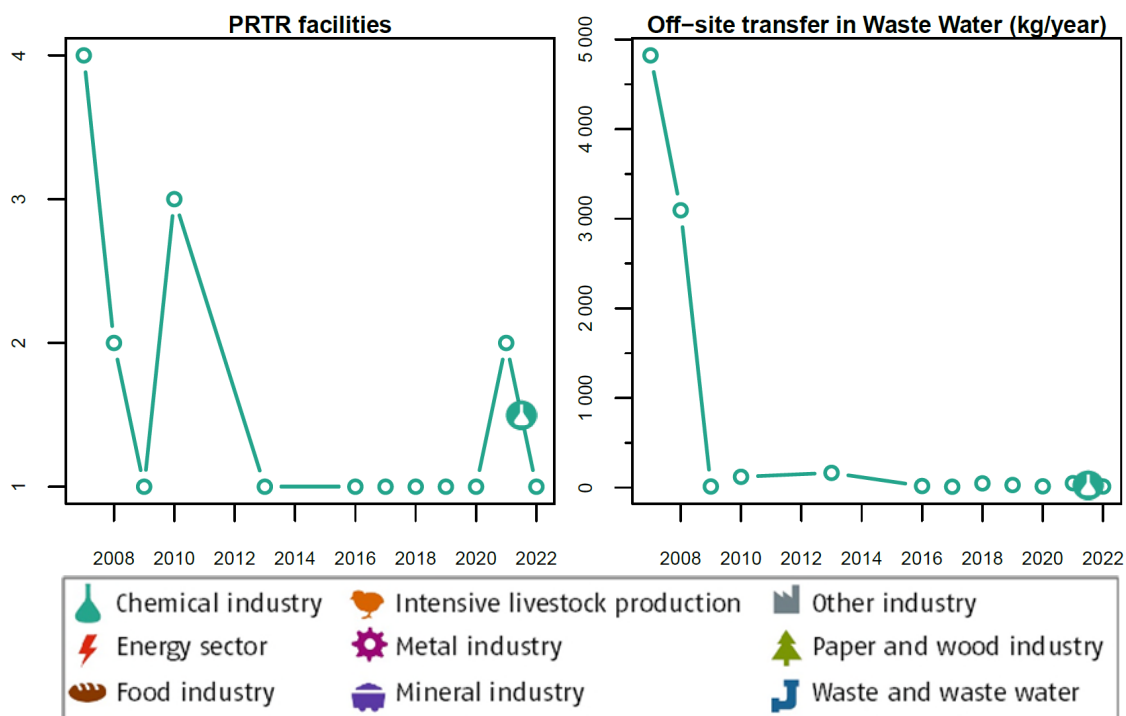 PRTR facilities
Off−site transfer in Waste Water (kg/year)
4
3
2
1
5 000
4 000
3 000
2 000
1 000
0
2008 2010 2012 2014 2016 2018 2020 2022
2008 2010 2012 2014 2016 2018 2020 2022
Chemical industry
Intensive livestock production
Other industry
Energy sector
Metal industry
Paper and wood industry
Food industry
Mineral industry
Waste and waste water